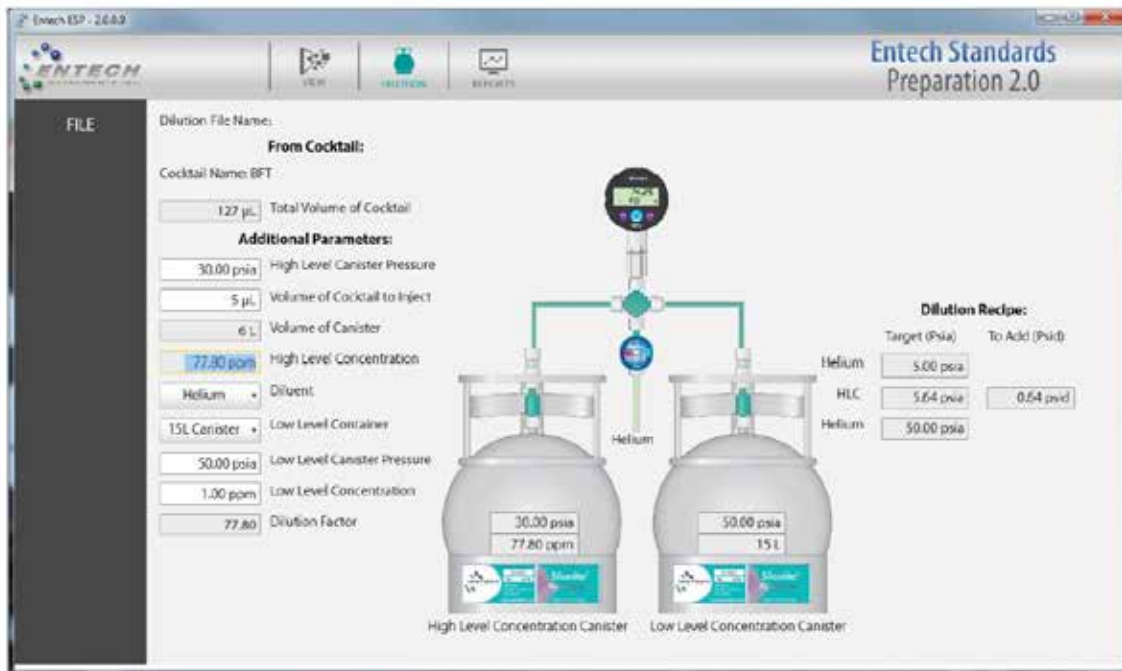 Entech ESP - 2.0.0.0
ENTECH
VIEW
DILUTION
REPORTS
Entech Standards
Preparation 2.0
FILE
Dilution File Name:
From Cocktail:
Cocktail Name: BFT
127 µL Total Volume of Cocktail
Additional Parameters:
30.00 psia High Level Canister Pressure
5 µL Volume of Cocktail to Inject
6 L Volume of Canister
77.80 ppm High Level Concentration
Helium Diluent
15L Canister Low Level Container
50.00 psia Low Level Canister Pressure
1.00 ppm Low Level Concentration
77.80 Dilution Factor
Helium
30.00 psia
77.80 ppm
High Level Concentration Canister
50.00 psia
15 L
Low Level Concentration Canister
Dilution Recipe:
Target (Psia) To Add (Psid)
Helium 5.00 psia
HLC 5.64 psia 0.64 psid
Helium 50.00 psia